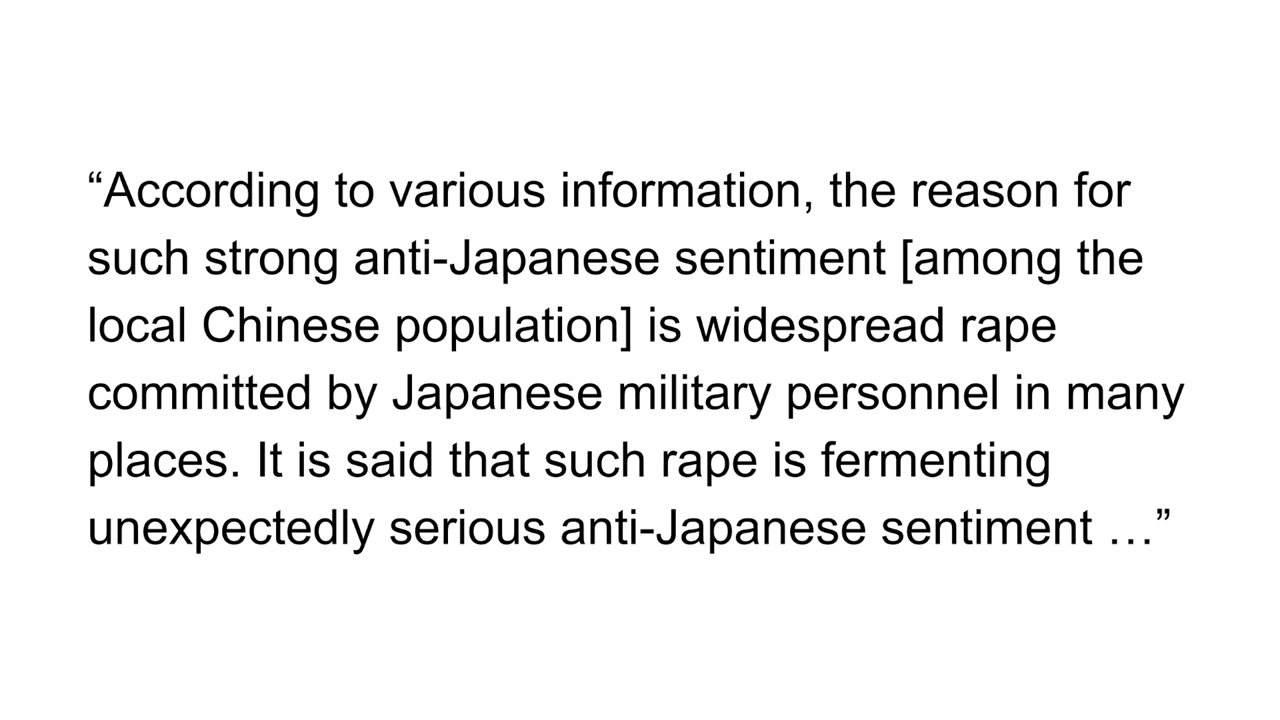 “According to various information, the reason for
such strong anti-Japanese sentiment [among the
local Chinese population] is widespread rape
committed by Japanese military personnel in many
places. It is said that such rape is fermenting
unexpectedly serious anti-Japanese sentiment …”